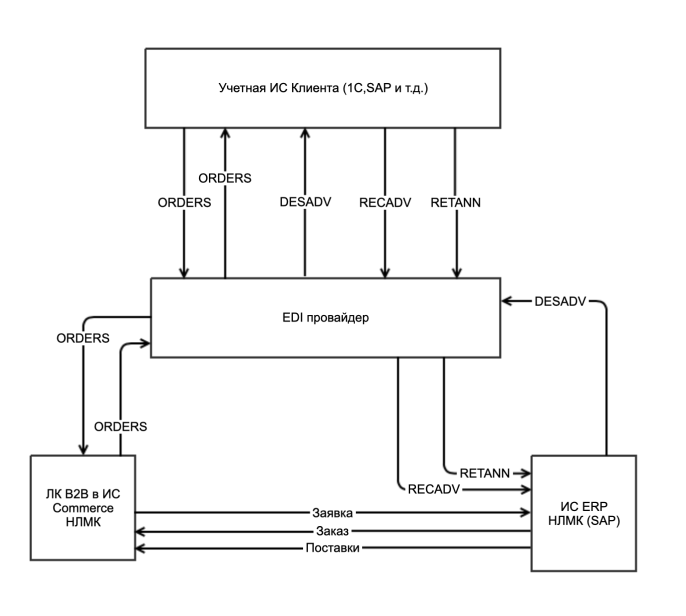 Учетная ИС Клиента (1С,SAP и т.д.)
ORDERS
ORDERS
DESADV
RECADV
RETANN
EDI провайдер
DESADV
ORDERS
ORDERS
RETANN
RECADV
ЛК B2B в ИС
Commerce
НЛМК
ИС ERP
НЛМК (SAP)
Заявка
Заказ
Поставки